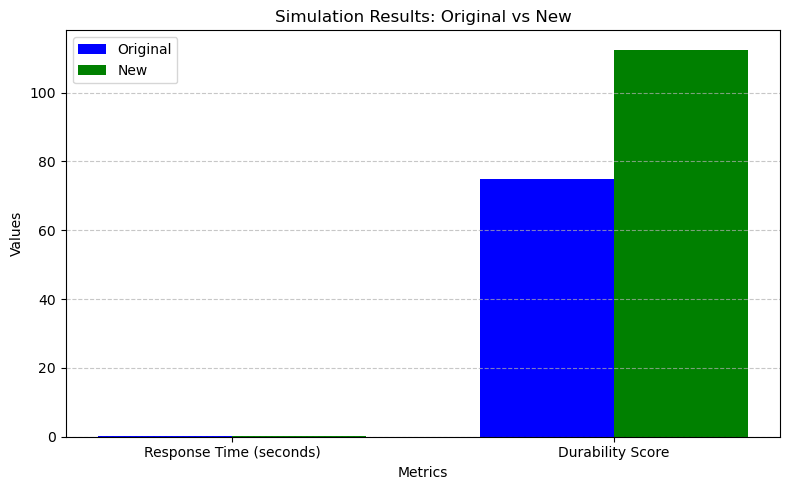 Simulation Results: Original vs New
Original
New
100
80
60
40
20
0
Values
Response Time (seconds)
Durability Score
Metrics